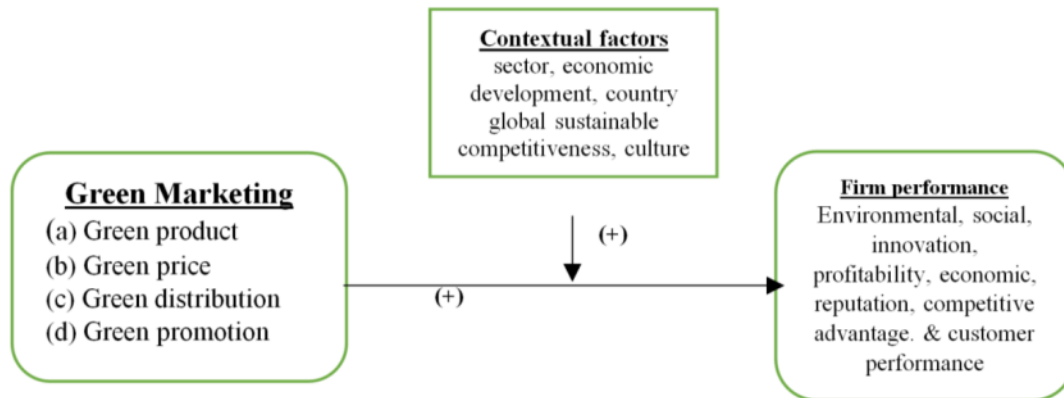 Contextual factors
sector, economic
development, country
global sustainable
competitiveness, culture
Green Marketing
(a) Green product
(b) Green price
(c) Green distribution
(d) Green promotion
(+)
(+)
Firm performance
Environmental, social,
innovation,
profitability, economic,
reputation, competitive
advantage. & customer
performance